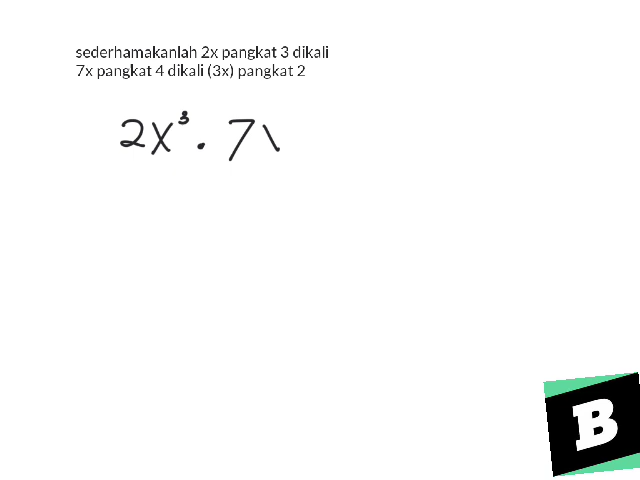 sederhamakanlah 2x pangkat 3 dikali
7x pangkat 4 dikali (3x) pangkat 2
2x³ . 7
B